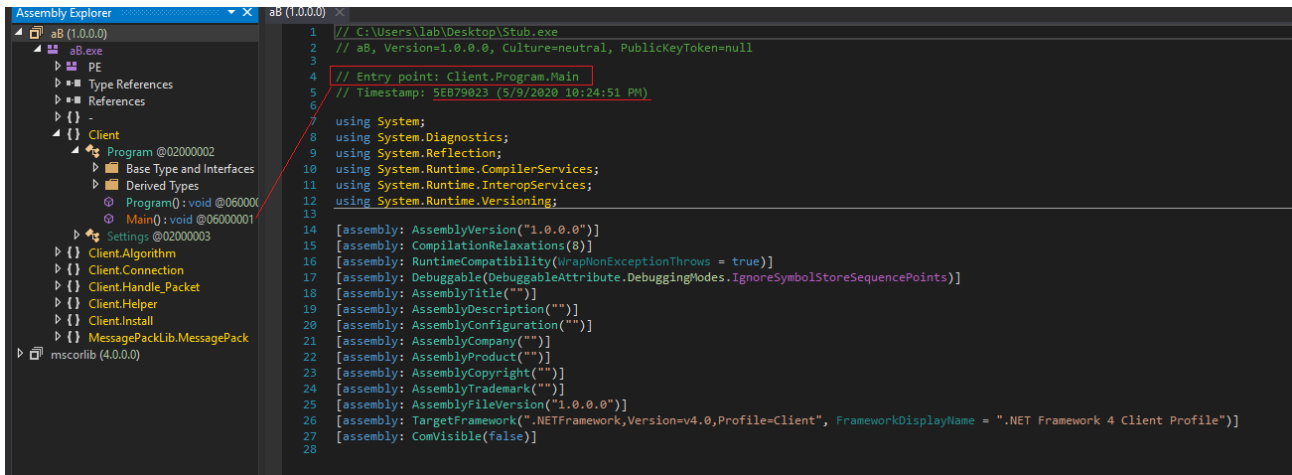 Assembly Explorer
aB (1.0.0.0)
aB.exe
PE
Type References
References
{ } -
{ } Client
Program @02000002
Base Type and Interfaces
Derived Types
Program() : void @06000
Main() : void @06000001
Settings @02000003
{ } Client.Algorithm
{ } Client.Connection
{ } Client.Handle_Packet
{ } Client.Helper
{ } Client.Install
{ } MessagePackLib.MessagePack
mscorlib (4.0.0.0)
aB (1.0.0.0)
1 // C:\Users\lab\Desktop\Stub.exe
2 // aB, Version=1.0.0.0, Culture=neutral, PublicKeyToken=null
3
4 // Entry point: Client.Program.Main
5 // Timestamp: 5EB79023 (5/9/2020 10:24:51 PM)
6
7 using System;
8 using System.Diagnostics;
9 using System.Reflection;
10 using System.Runtime.CompilerServices;
11 using System.Runtime.InteropServices;
12 using System.Runtime.Versioning;
13
14 [assembly: AssemblyVersion("1.0.0.0")]
15 [assembly: CompilationRelaxations(8)]
16 [assembly: RuntimeCompatibility(WrapNonExceptionThrows = true)]
17 [assembly: Debuggable(DebuggableAttribute.DebuggingModes.IgnoreSymbolStoreSequencePoints)]
18 [assembly: AssemblyTitle("")]
19 [assembly: AssemblyDescription("")]
20 [assembly: AssemblyConfiguration("")]
21 [assembly: AssemblyCompany("")]
22 [assembly: AssemblyProduct("")]
23 [assembly: AssemblyCopyright("")]
24 [assembly: AssemblyTrademark("")]
25 [assembly: AssemblyFileVersion("1.0.0.0")]
26 [assembly: TargetFramework(".NETFramework,Version=v4.0,Profile=Client", FrameworkDisplayName = ".NET Framework 4 Client Profile")]
27 [assembly: ComVisible(false)]
28